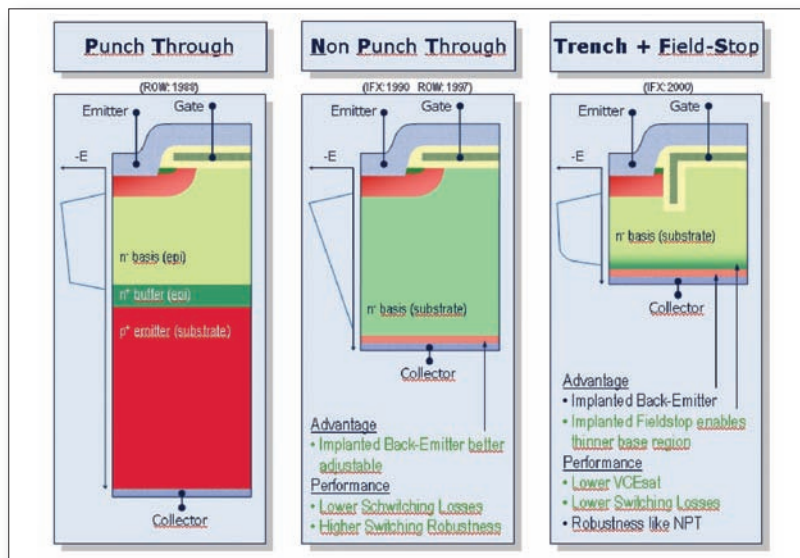 Punch Through
(ROW:1988)
Emitter
Gate
-E
n⁻ basis (epi)
n⁺ buffer (epi)
p⁺ emitter (substrate)
Collector
Non Punch Through
(IFX:1990 ROW:1997)
Emitter
Gate
-E
n⁻ basis (substrate)
Collector
Advantage
• Implanted Back-Emitter better
adjustable
Performance
• Lower Schwitching Losses
• Higher Switching Robustness
Trench + Field-Stop
(IFX:2000)
Emitter
Gate
-E
n⁻ basis (substrate)
Collector
Advantage
• Implanted Back-Emitter
• Implanted Fieldstop enables
thinner base region
Performance
• Lower VCEsat
• Lower Switching Losses
• Robustness like NPT